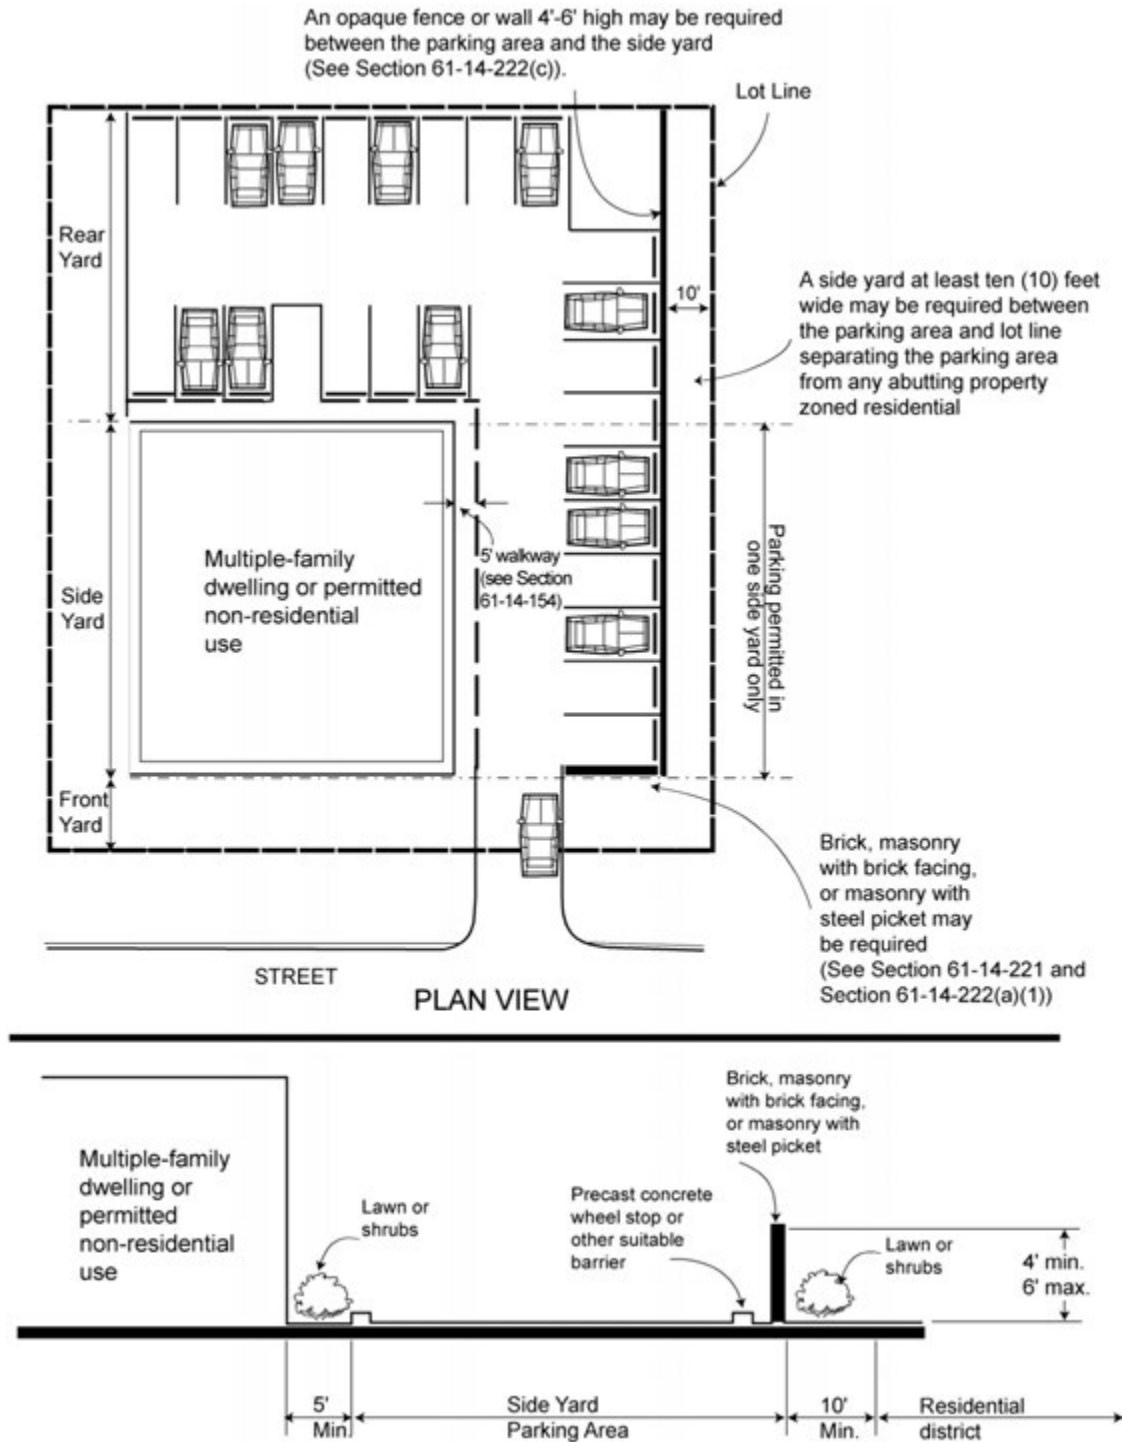 An opaque fence or wall 4'-6' high may be required
between the parking area and the side yard
(See Section 61-14-222(c)).
Lot Line
Rear
Yard
10'
A side yard at least ten (10) feet
wide may be required between
the parking area and lot line
separating the parking area
from any abutting property
zoned residential
Side
Yard
Multiple-family
dwelling or permitted
non-residential
use
5' walkway
(see Section
61-14-154)
Parking permitted in
one side yard only
Front
Yard
Brick, masonry
with brick facing,
or masonry with
steel picket may
be required
(See Section 61-14-221 and
Section 61-14-222(a)(1))
STREET
PLAN VIEW
Multiple-family
dwelling or
permitted
non-residential
use
Lawn or
shrubs
Precast concrete
wheel stop or
other suitable
barrier
Brick, masonry
with brick facing,
or masonry with
steel picket
Lawn or
shrubs
4' min.
6' max.
5'
Min.
Side Yard
Parking Area
10'
Min.
Residential
district